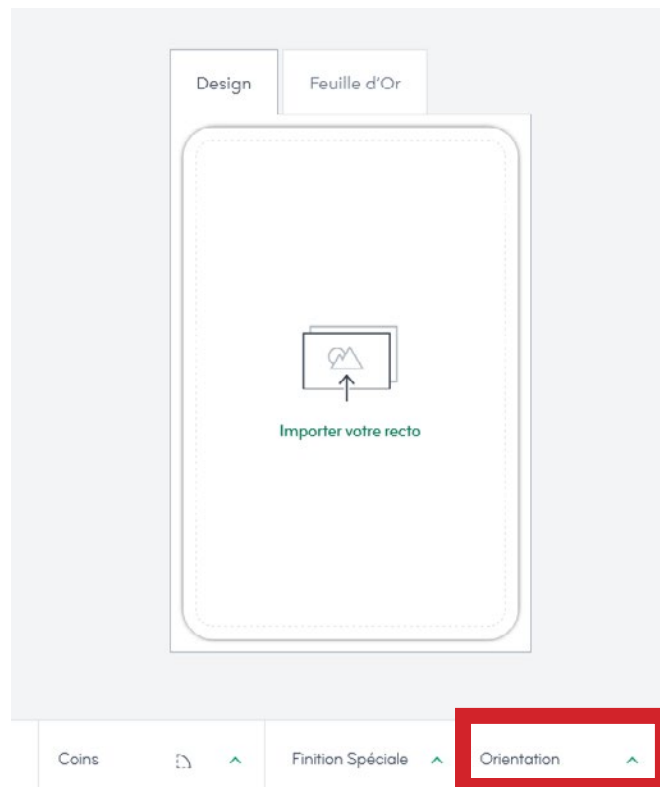 Design Feuille d'Or
Importer votre recto
Coins Finition Spéciale Orientation